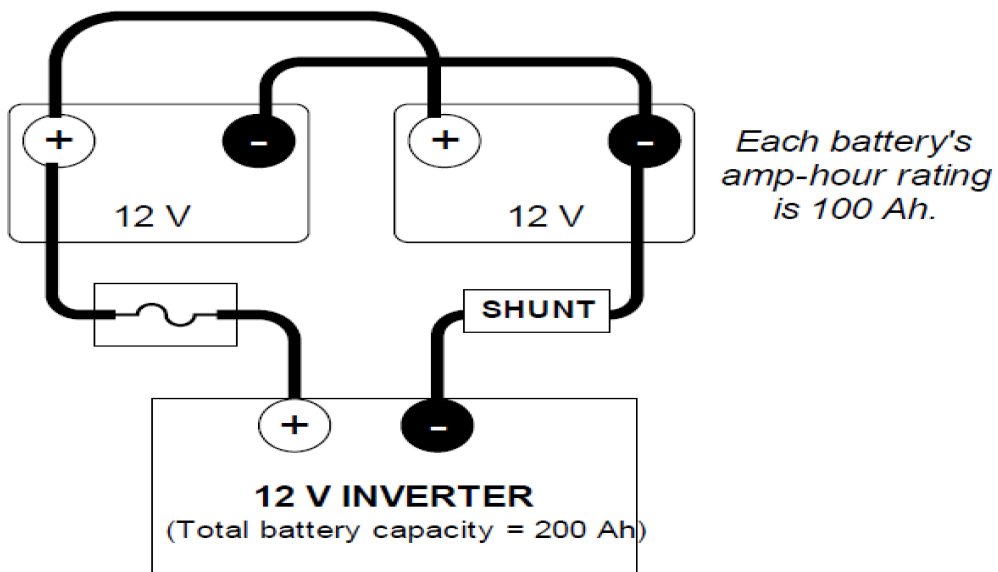 + - + -
12 V 12 V
Each battery's
amp-hour rating
is 100 Ah.
SHUNT
+ -
12 V INVERTER
(Total battery capacity = 200 Ah)